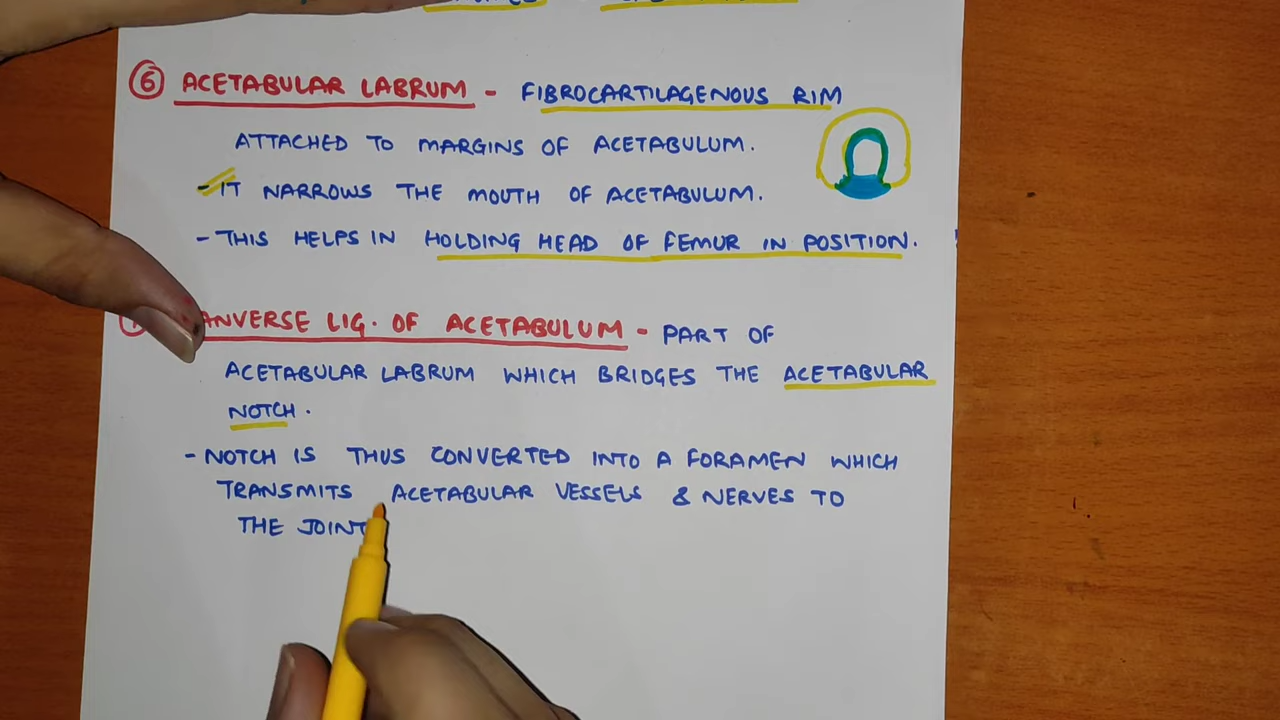 ⑥ ACETABULAR LABRUM - FIBROCARTILAGENOUS RIM
ATTACHED TO MARGINS OF ACETABULUM.
- IT NARROWS THE MOUTH OF ACETABULUM.
- THIS HELPS IN HOLDING HEAD OF FEMUR IN POSITION.
ANVERSE LIG. OF ACETABULUM - PART OF
ACETABULAR LABRUM WHICH BRIDGES THE ACETABULAR
NOTCH.
- NOTCH IS THUS CONVERTED INTO A FORAMEN WHICH
TRANSMITS ACETABULAR VESSELS & NERVES TO
THE JOINT